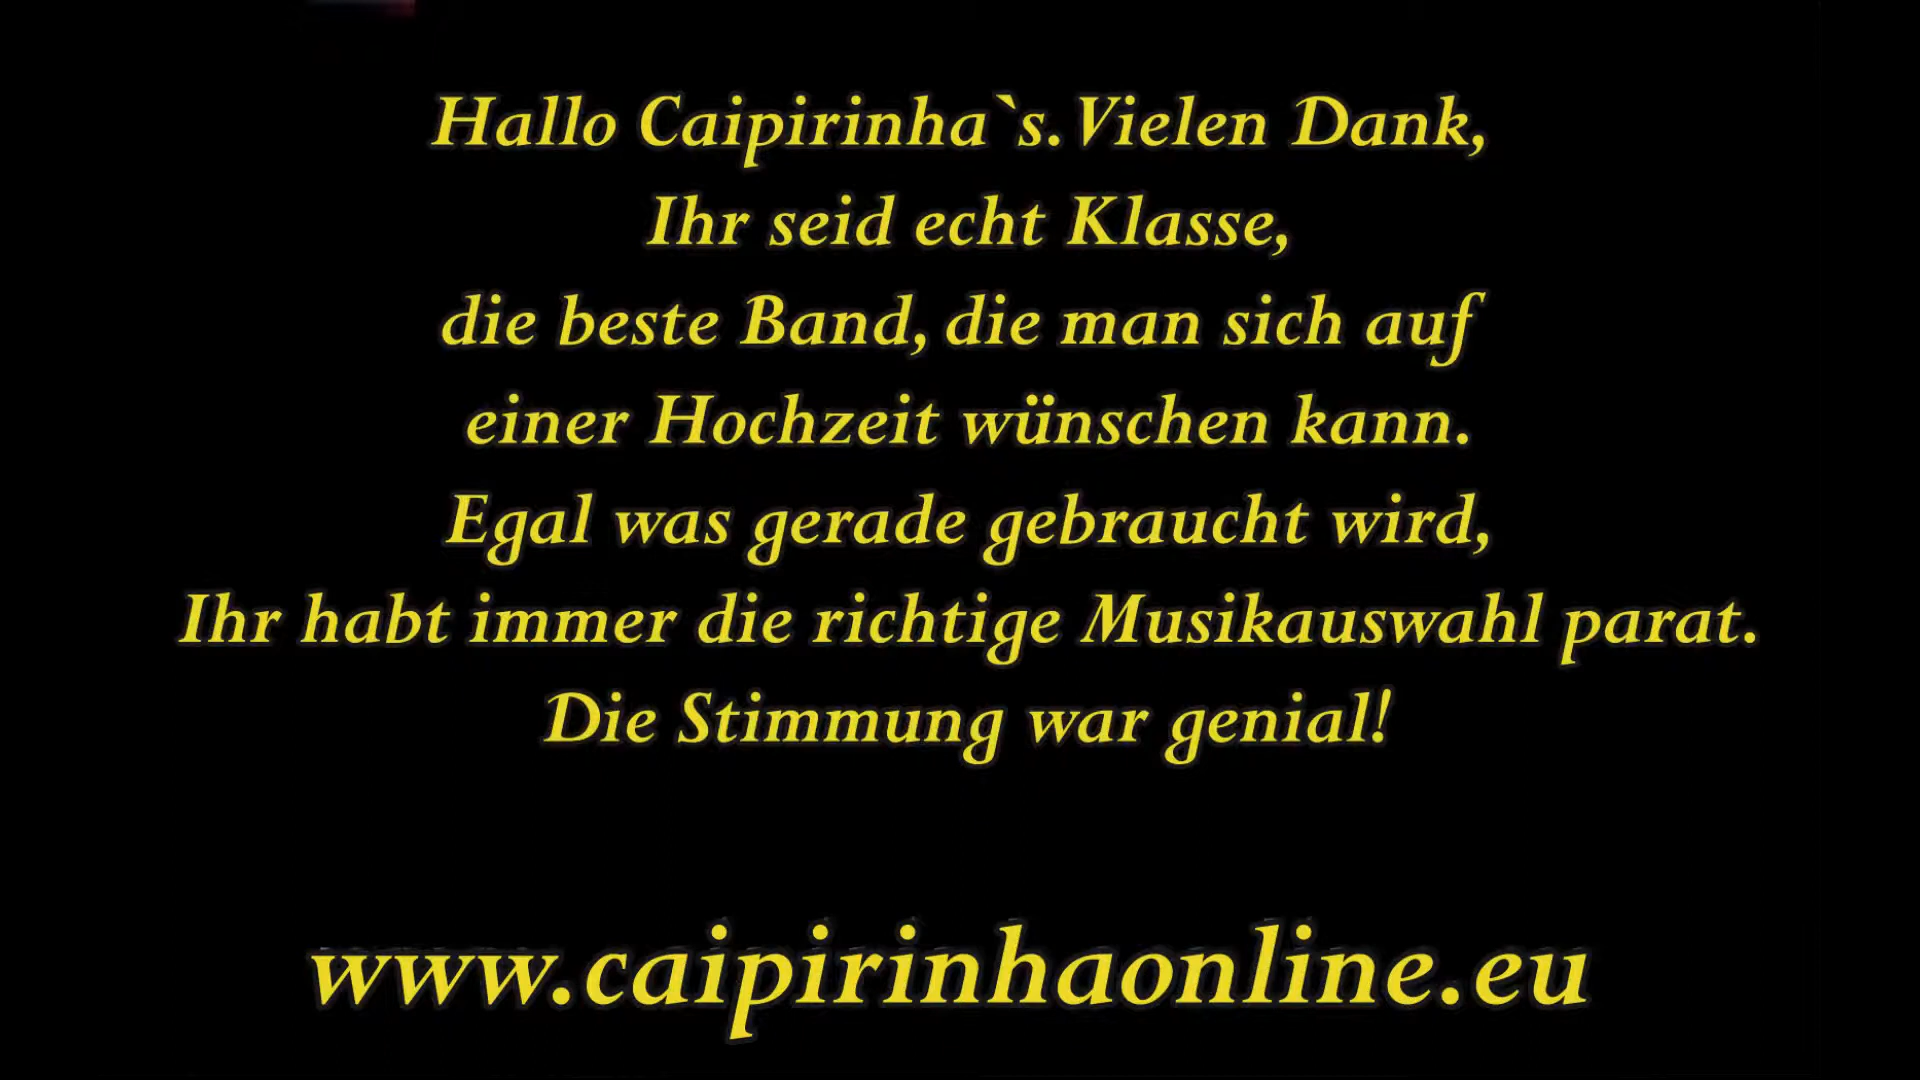 Hallo Caipirinha`s. Vielen Dank,
Ihr seid echt Klasse,
die beste Band, die man sich auf
einer Hochzeit wünschen kann.
Egal was gerade gebraucht wird,
Ihr habt immer die richtige Musikauswahl parat.
Die Stimmung war genial!
www.caipirinhaonline.eu